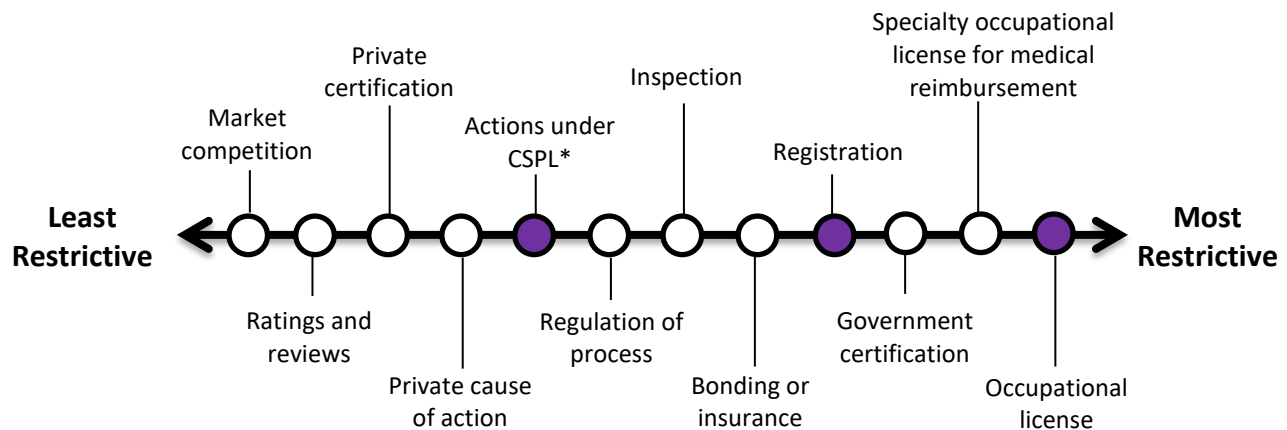 Least
Restrictive
Market
competition
Ratings and
reviews
Private
certification
Private cause
of action
Actions under
CSPL*
Regulation of
process
Inspection
Bonding or
insurance
Registration
Government
certification
Specialty occupational
license for medical
reimbursement
Occupational
license
Most
Restrictive